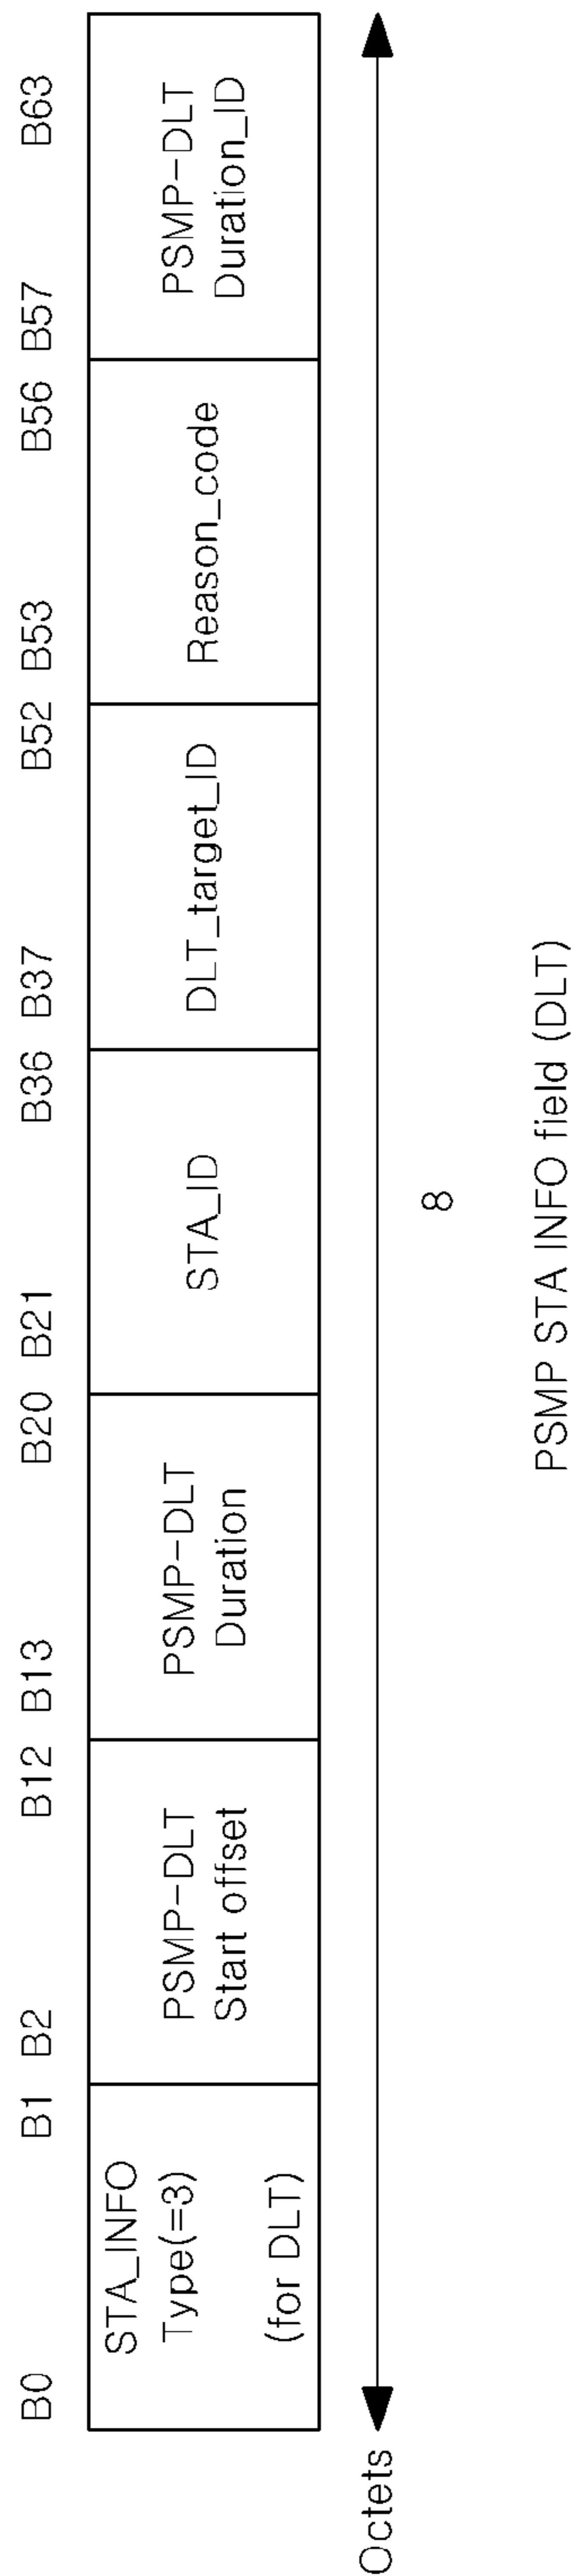 B0 B1 B2 B12 B13 B20 B21 B36 B37 B52 B53 B56 B57 B63
STA_INFO
Type(=3)
(for DLT)
PSMP-DLT
Start offset
PSMP-DLT
Duration
STA_ID
DLT_target_ID
Reason_code
PSMP-DLT
Duration_ID
Octets
8
PSMP STA INFO field (DLT)